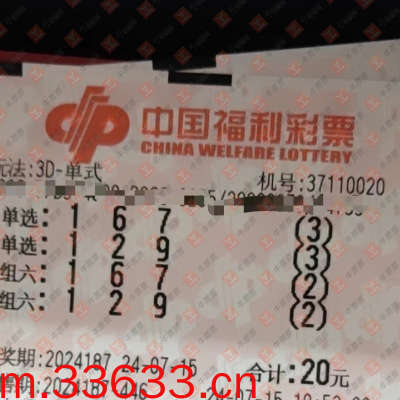 中国福利彩票
CHINA WELFARE LOTTERY
玩法:3D-单式
机号:37110020
单选:1 6 7 (3)
单选:1 2 9 (3)
组六:1 6 7 (2)
组六:1 2 9 (2)
奖期:2024187 24-07-15 合计:20元
m.33633.cn